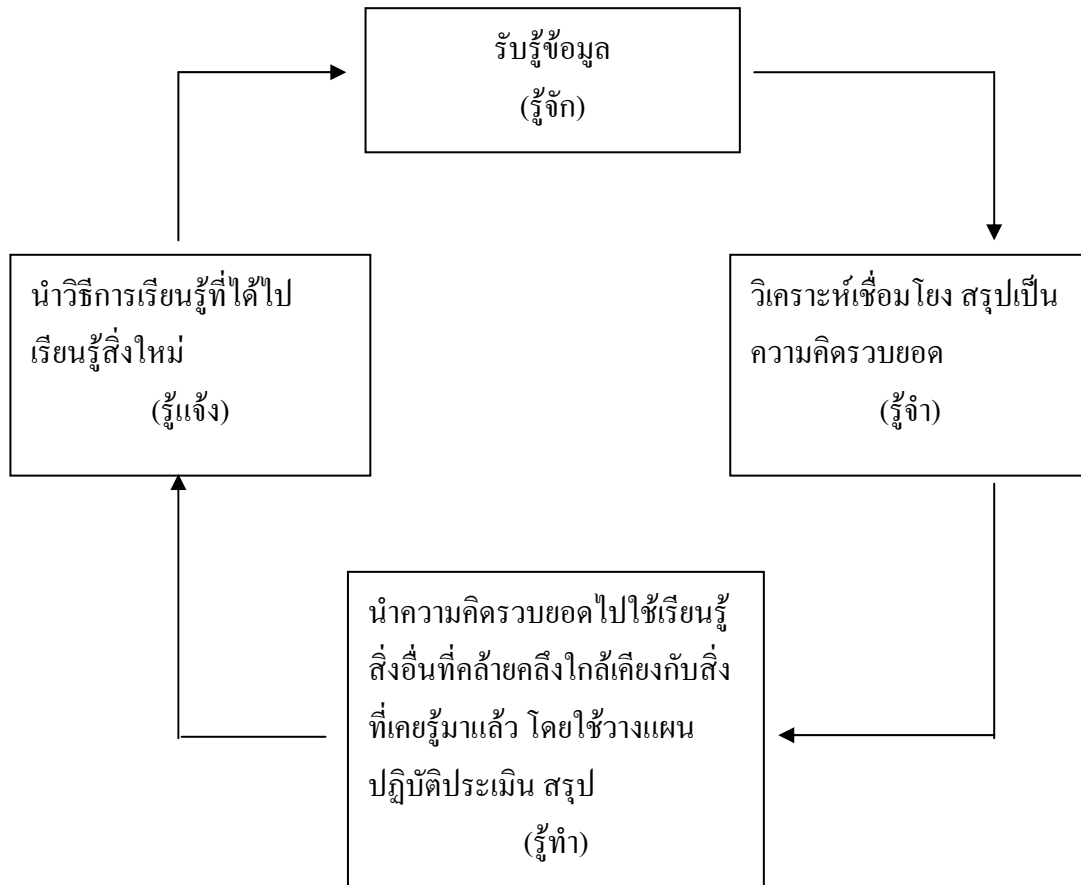 รับรู้ข้อมูล
(รู้จัก)
นำวิธีการเรียนรู้ที่ได้ไป
เรียนรู้สิ่งใหม่
(รู้แจ้ง)
วิเคราะห์เชื่อมโยง สรุปเป็น
ความคิดรวบยอด
(รู้จำ)
นำความคิดรวบยอดไปใช้เรียนรู้
สิ่งอื่นที่คล้ายคลึงใกล้เคียงกับสิ่ง
ที่เคยรู้มาแล้ว โดยใช้วางแผน
ปฏิบัติประเมิน สรุป
(รู้ทำ)